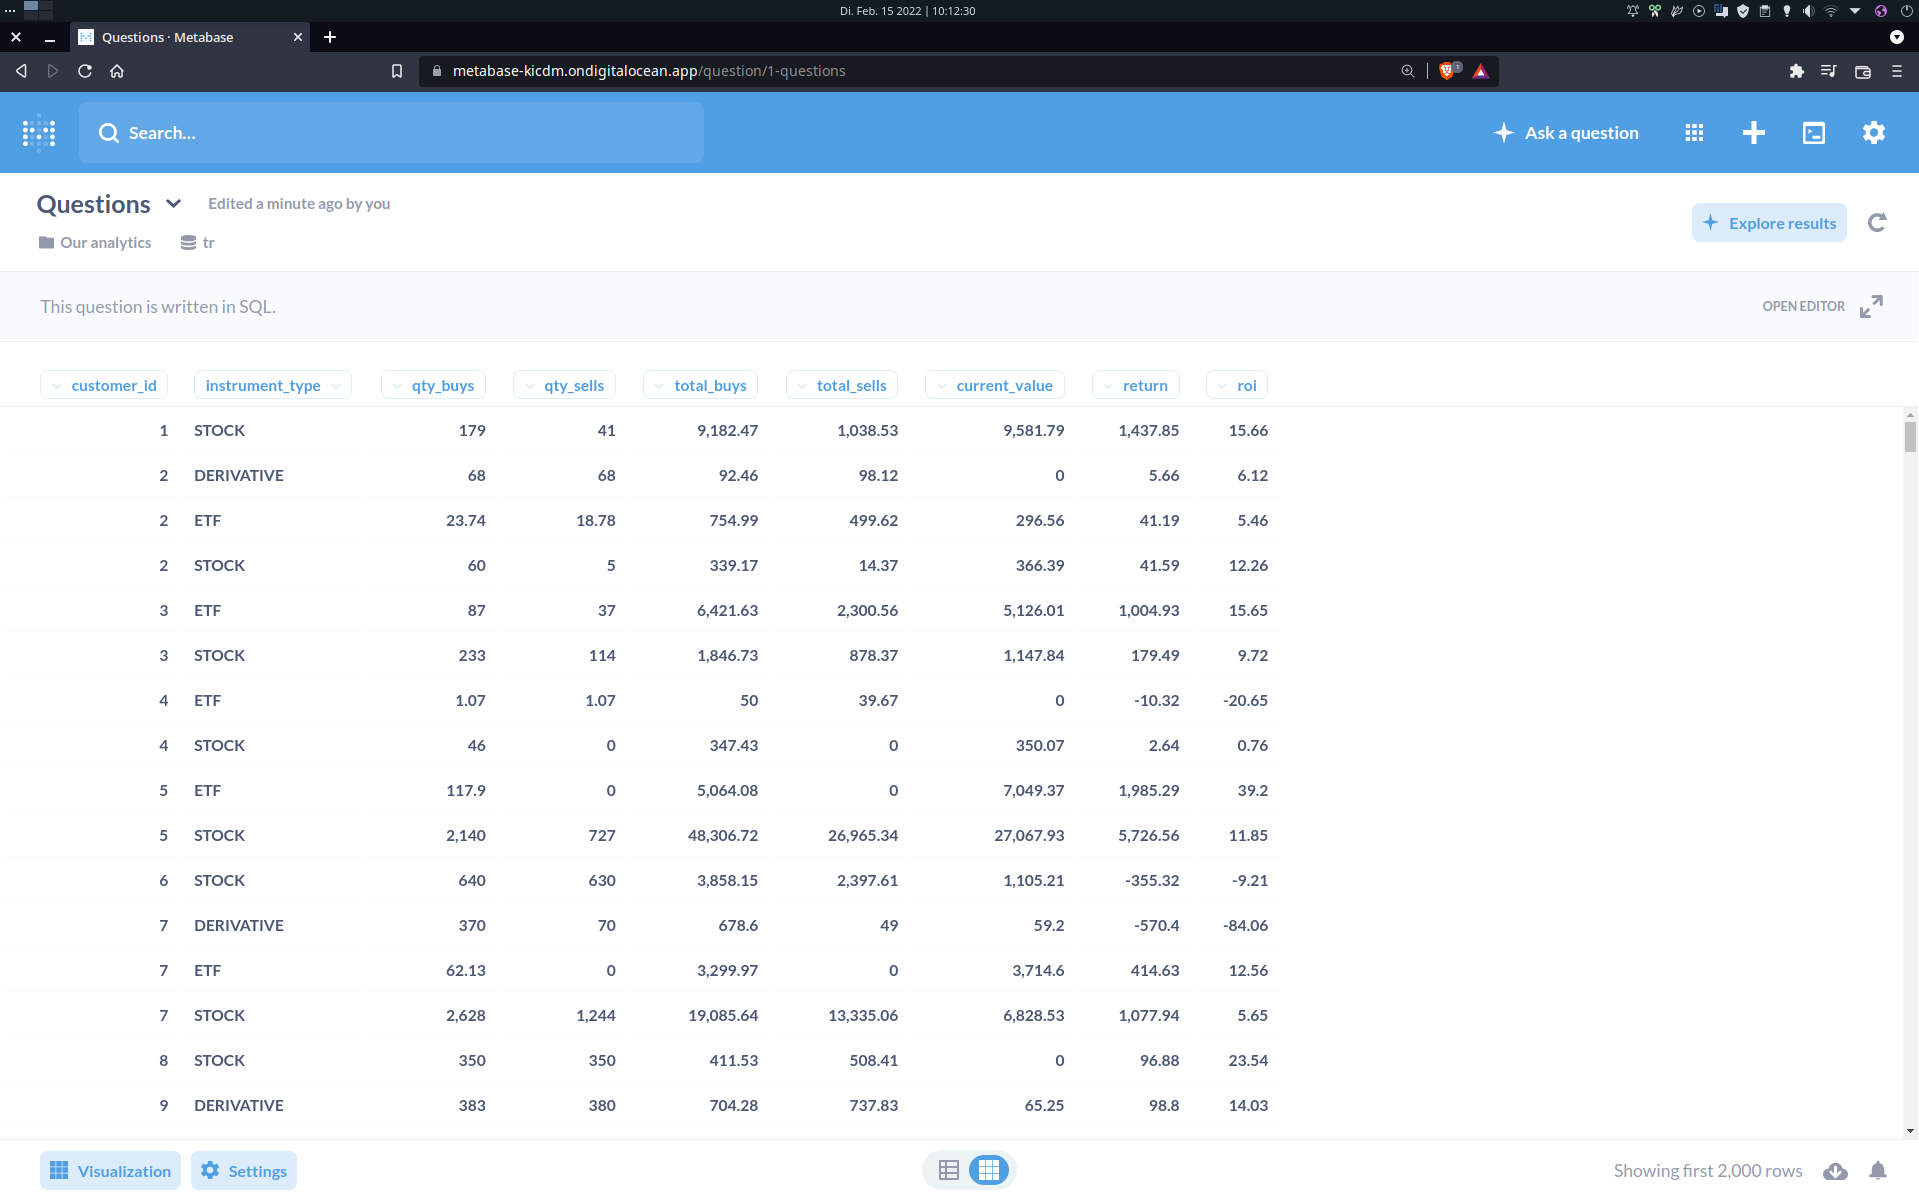 Di. Feb. 15 2022 | 10:12:30
Questions · Metabase
metabase-kicdm.ondigitalocean.app/question/1-questions
1
Search...
Ask a question
Questions Edited a minute ago by you
Explore results
Our analytics tr
This question is written in SQL.
OPEN EDITOR
customer_id instrument_type qty_buys qty_sells total_buys total_sells current_value return roi
1 STOCK 179 41 9,182.47 1,038.53 9,581.79 1,437.85 15.66
2 DERIVATIVE 68 68 92.46 98.12 0 5.66 6.12
2 ETF 23.74 18.78 754.99 499.62 296.56 41.19 5.46
2 STOCK 60 5 339.17 14.37 366.39 41.59 12.26
3 ETF 87 37 6,421.63 2,300.56 5,126.01 1,004.93 15.65
3 STOCK 233 114 1,846.73 878.37 1,147.84 179.49 9.72
4 ETF 1.07 1.07 50 39.67 0 -10.32 -20.65
4 STOCK 46 0 347.43 0 350.07 2.64 0.76
5 ETF 117.9 0 5,064.08 0 7,049.37 1,985.29 39.2
5 STOCK 2,140 727 48,306.72 26,965.34 27,067.93 5,726.56 11.85
6 STOCK 640 630 3,858.15 2,397.61 1,105.21 -355.32 -9.21
7 DERIVATIVE 370 70 678.6 49 59.2 -570.4 -84.06
7 ETF 62.13 0 3,299.97 0 3,714.6 414.63 12.56
7 STOCK 2,628 1,244 19,085.64 13,335.06 6,828.53 1,077.94 5.65
8 STOCK 350 350 411.53 508.41 0 96.88 23.54
9 DERIVATIVE 383 380 704.28 737.83 65.25 98.8 14.03
Visualization Settings Showing first 2,000 rows